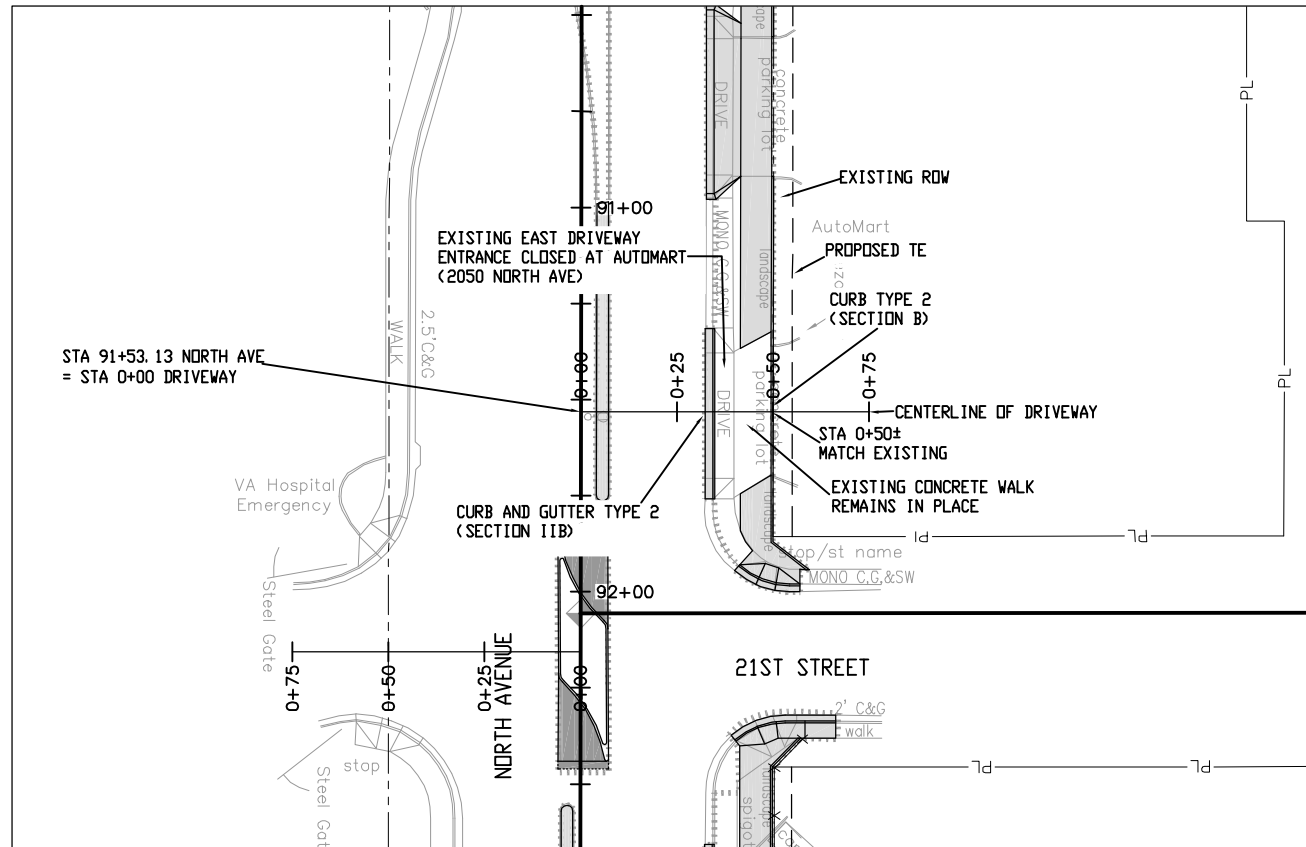 cape
concrete
parking lot
DRIVE
PL
EXISTING ROW
91+00
MONO C,G,&SW
AutoMart
EXISTING EAST DRIVEWAY
ENTRANCE CLOSED AT AUTOMART
(2050 NORTH AVE)
PROPOSED TE
landscape
CURB TYPE 2
(SECTION B)
2.5'C&G
WALK
STA 91+53.13 NORTH AVE
= STA 0+00 DRIVEWAY
0+00
0+25
0+50
0+75
PL
DRIVE
parking lot
CENTERLINE OF DRIVEWAY
STA 0+50±
MATCH EXISTING
VA Hospital
Emergency
EXISTING CONCRETE WALK
REMAINS IN PLACE
CURB AND GUTTER TYPE 2
(SECTION IIB)
landscape
PL
PL
stop/st name
MONO C,G,&SW
92+00
Steel Gate
21ST STREET
0+75
0+50
0+25
0+00
NORTH AVENUE
2' C&G
walk
stop
Steel Gat
landscape
spigot
PL
PL